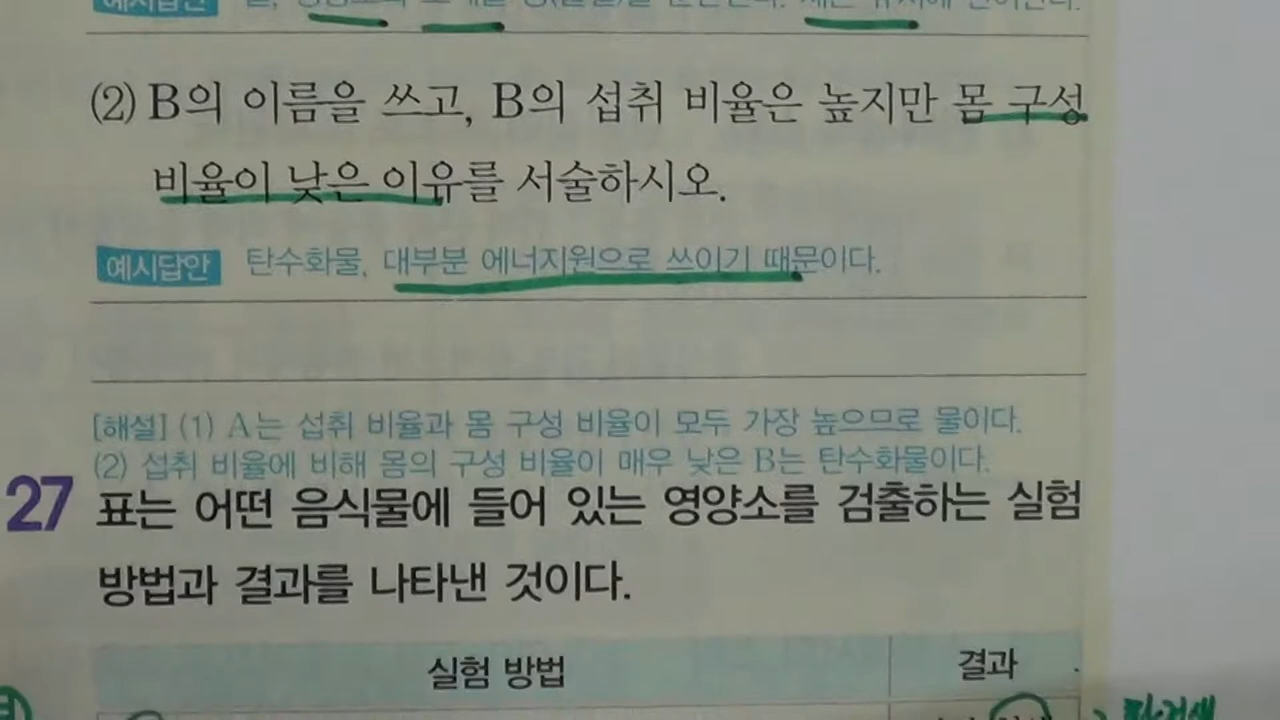 예시답안
(2) B의 이름을 쓰고, B의 섭취 비율은 높지만 몸 구성
비율이 낮은 이유를 서술하시오.
예시답안 탄수화물, 대부분 에너지원으로 쓰이기 때문이다.
[해설] (1) A는 섭취 비율과 몸 구성 비율이 모두 가장 높으므로 물이다.
(2) 섭취 비율에 비해 몸의 구성 비율이 매우 낮은 B는 탄수화물이다.
27 표는 어떤 음식물에 들어 있는 영양소를 검출하는 실험
방법과 결과를 나타낸 것이다.
실험 방법 결과